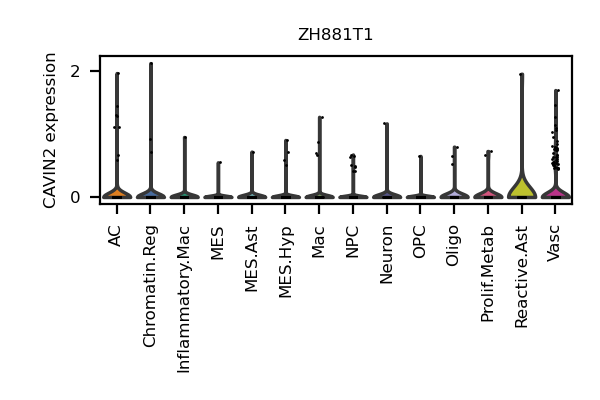 ZH881T1
CAVIN2 expression
2
0
AC
Chromatin.Reg
Inflammatory.Mac
MES
MES.Ast
MES.Hyp
Mac
NPC
Neuron
OPC
Oligo
Prolif.Metab
Reactive.Ast
Vasc